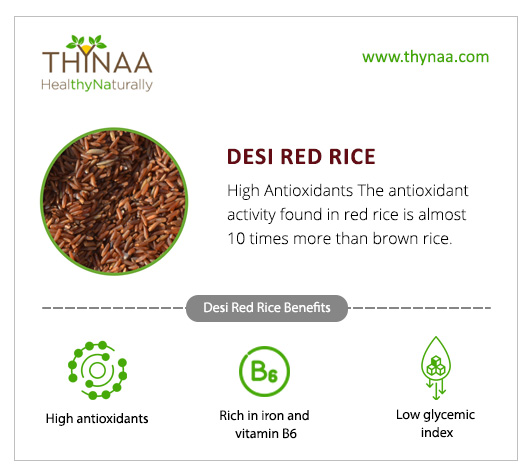 THYNAA
HealthyNaturally
www.thynaa.com
DESI RED RICE
High Antioxidants The antioxidant
activity found in red rice is almost
10 times more than brown rice.
Desi Red Rice Benefits
B6
High antioxidants
Rich in iron and
vitamin B6
Low glycemic
index